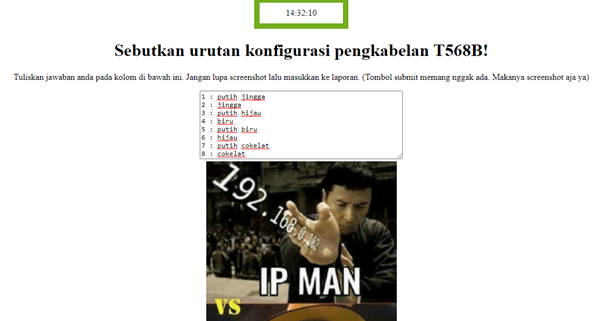 14:32:10
Sebutkan urutan konfigurasi pengkabelan T568B!
Tuliskan jawaban anda pada kolom di bawah ini. Jangan lupa screenshot lalu masukkan ke laporan. (Tombol submit memang nggak ada. Makanya screenshot aja ya)
1 : putih jingga
2 : jingga
3 : putih hijau
4 : biru
5 : putih biru
6 : hijau
7 : putih cokelat
8 : cokelat
192.168.0.102
IP MAN
VS